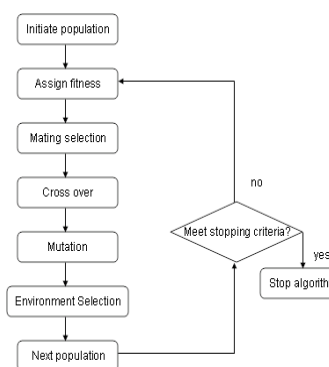 Initiate population
Assign fitness
Mating selection
Cross over
Mutation
Environment Selection
Next population
no
Meet stopping criteria?
yes
Stop algorith